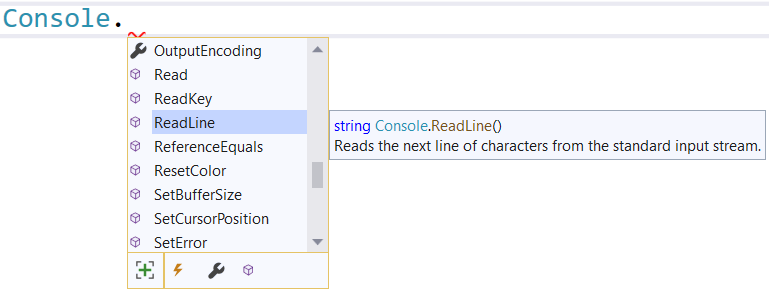 Console.
OutputEncoding
Read
ReadKey
ReadLine
string Console.ReadLine()
Reads the next line of characters from the standard input stream.
ReferenceEquals
ResetColor
SetBufferSize
SetCursorPosition
SetError